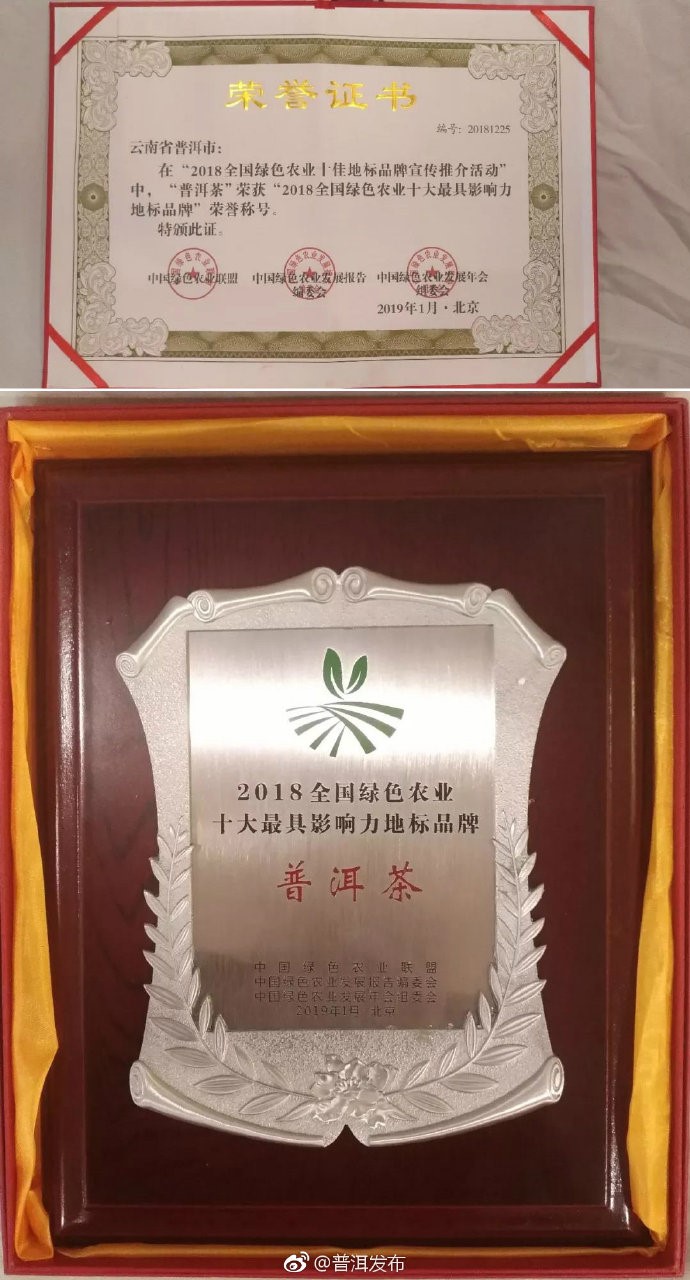 荣誉证书
编号: 20181225
云南省普洱市:
在“2018全国绿色农业十佳地标品牌宣传推介活动”
中，“普洱茶”荣获“2018全国绿色农业十大最具影响力
地标品牌”荣誉称号。
特颁此证。
中国绿色农业联盟 中国绿色农业发展报告 中国绿色农业发展年会
编委会 组委会
2019年1月·北京
2018全国绿色农业
十大最具影响力地标品牌
普洱茶
中国绿色农业联盟
中国绿色农业发展报告编委会
中国绿色农业发展年会组委会
2019年1月 北京
@普洱发布